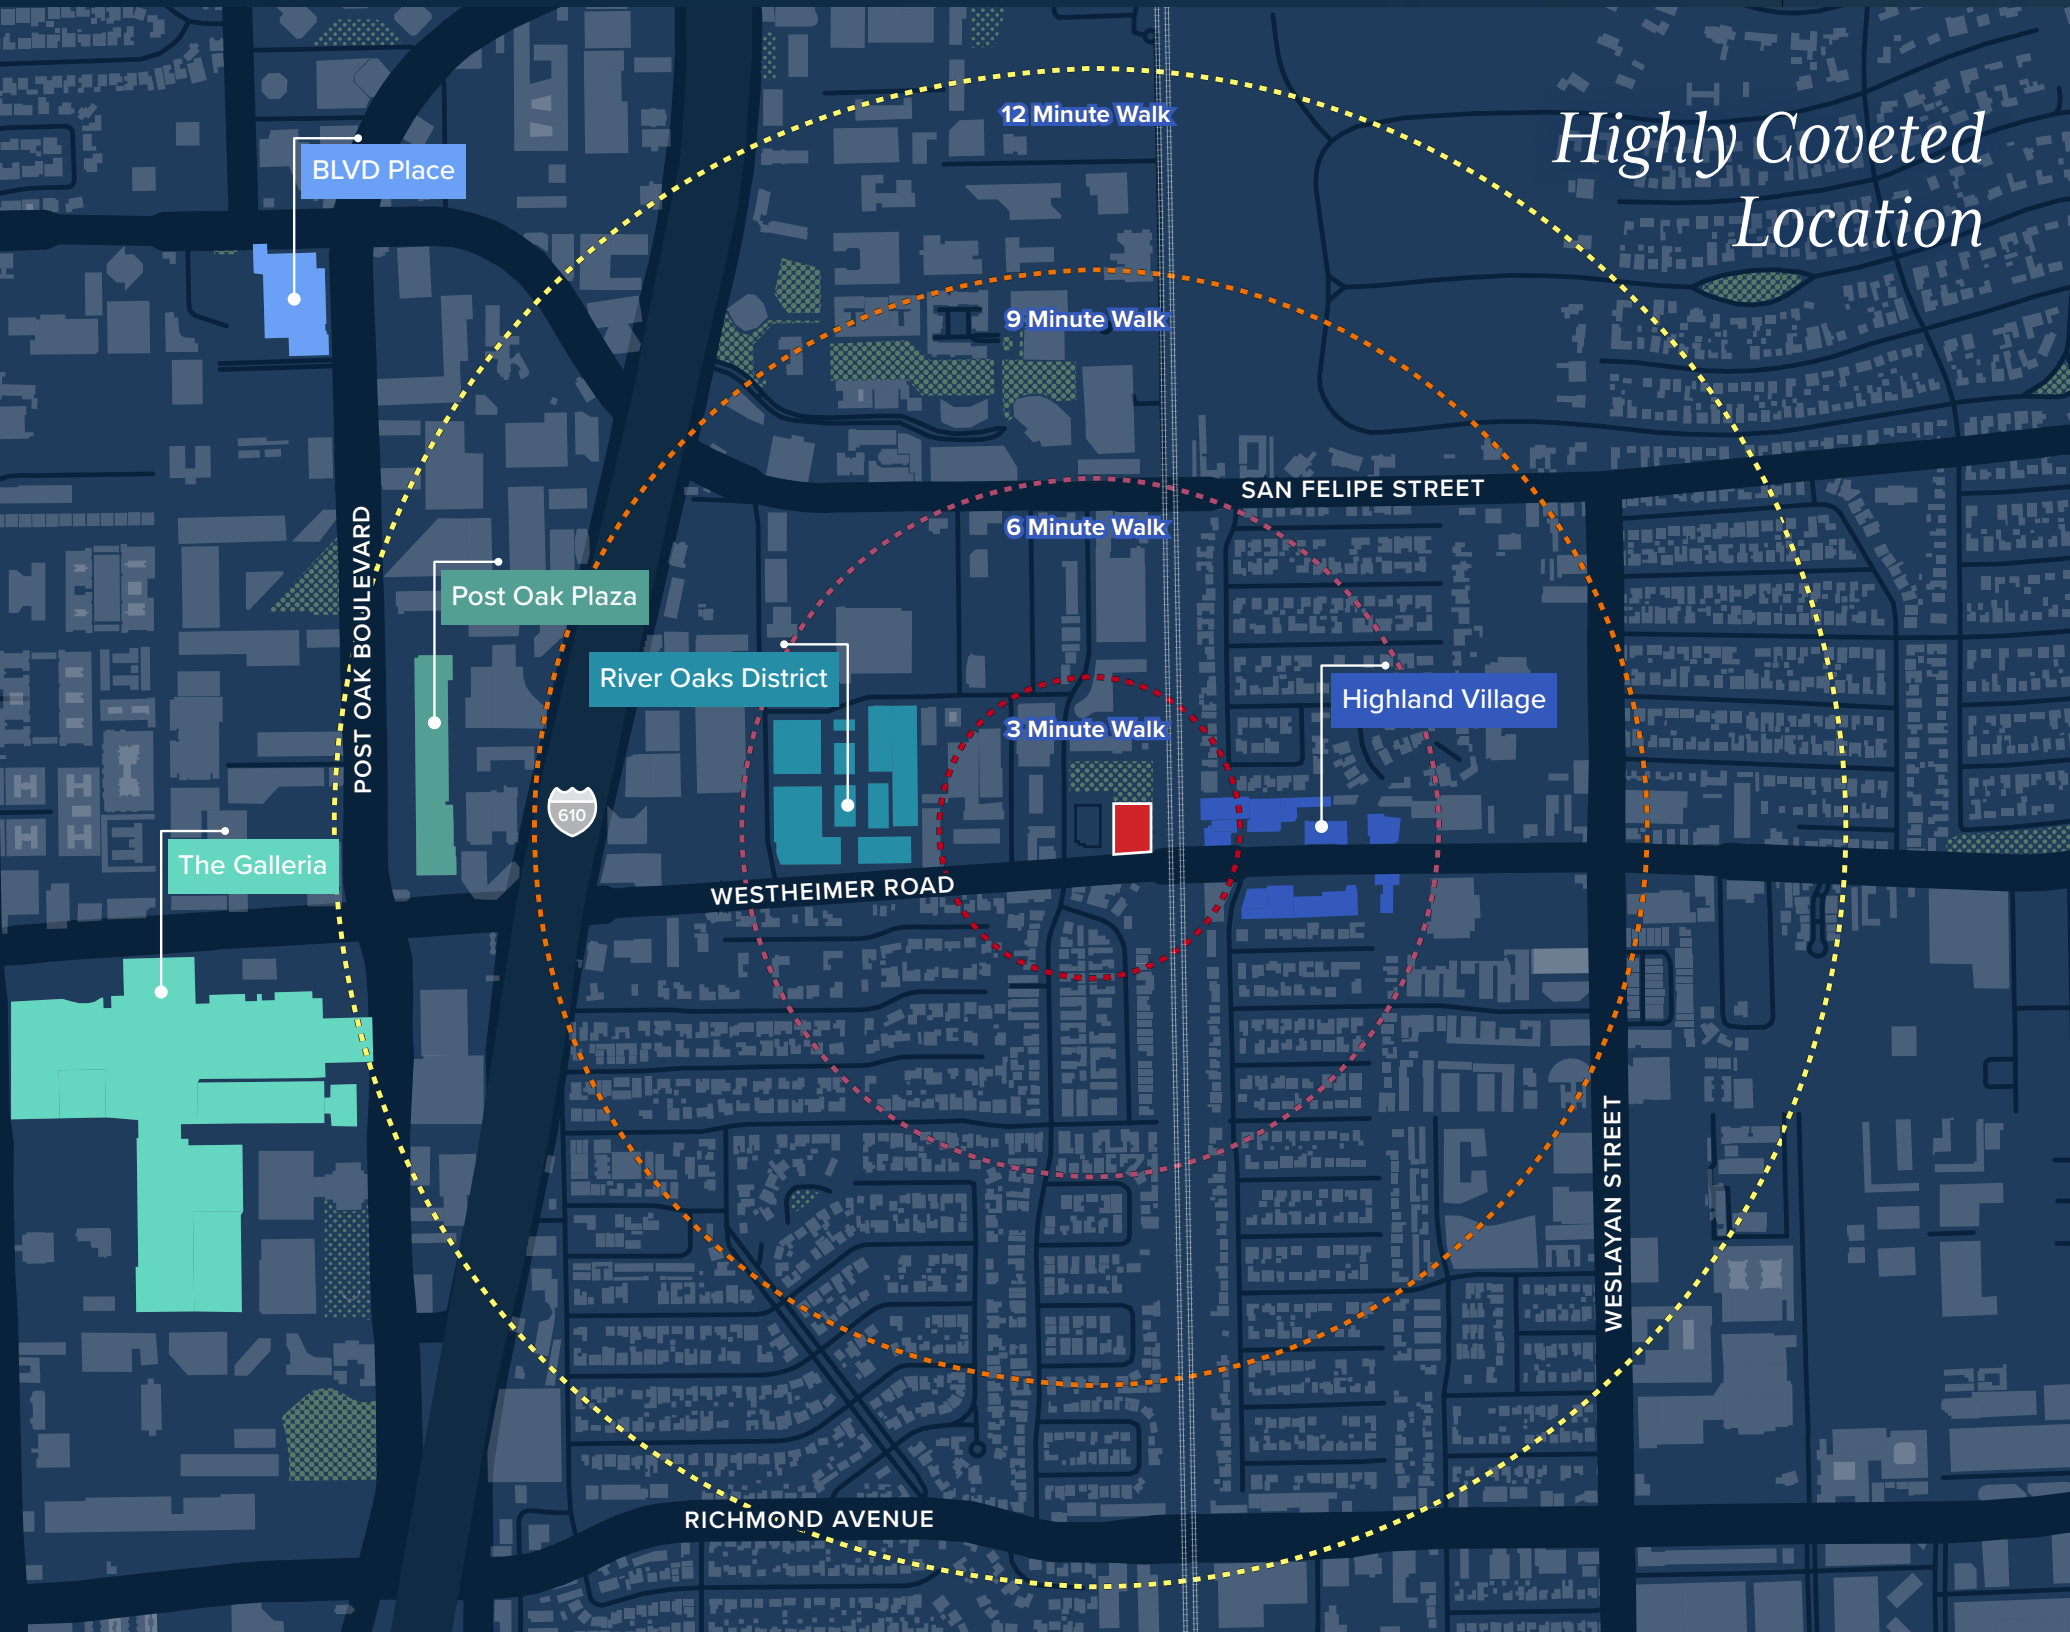 Highly Coveted
Location
12 Minute Walk
BLVD Place
9 Minute Walk
SAN FELIPE STREET
6 Minute Walk
POST OAK BOULEVARD
Post Oak Plaza
River Oaks District
Highland Village
3 Minute Walk
610
The Galleria
WESTHEIMER ROAD
WESLAYAN STREET
RICHMOND AVENUE